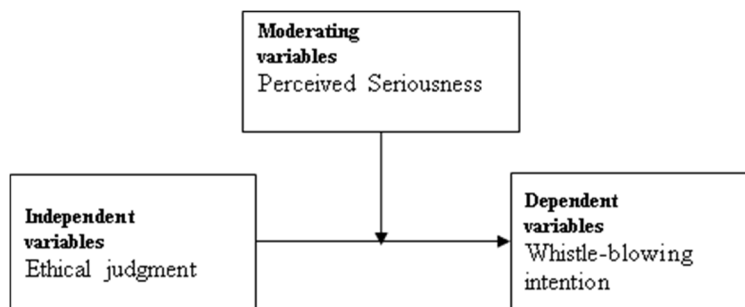 Moderating
variables
Perceived Seriousness
Independent
variables
Ethical judgment
Dependent
variables
Whistle-blowing
intention